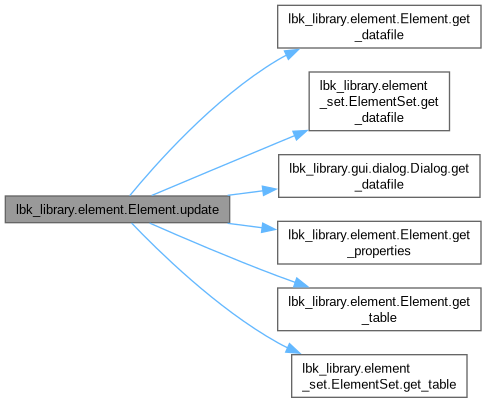 lbk_library.element.Element.get
_datafile
lbk_library.element
_set.ElementSet.get
_datafile
lbk_library.gui.dialog.Dialog.get
_datafile
lbk_library.element.Element.update
lbk_library.element.Element.get
_properties
lbk_library.element.Element.get
_table
lbk_library.element
_set.ElementSet.get_table